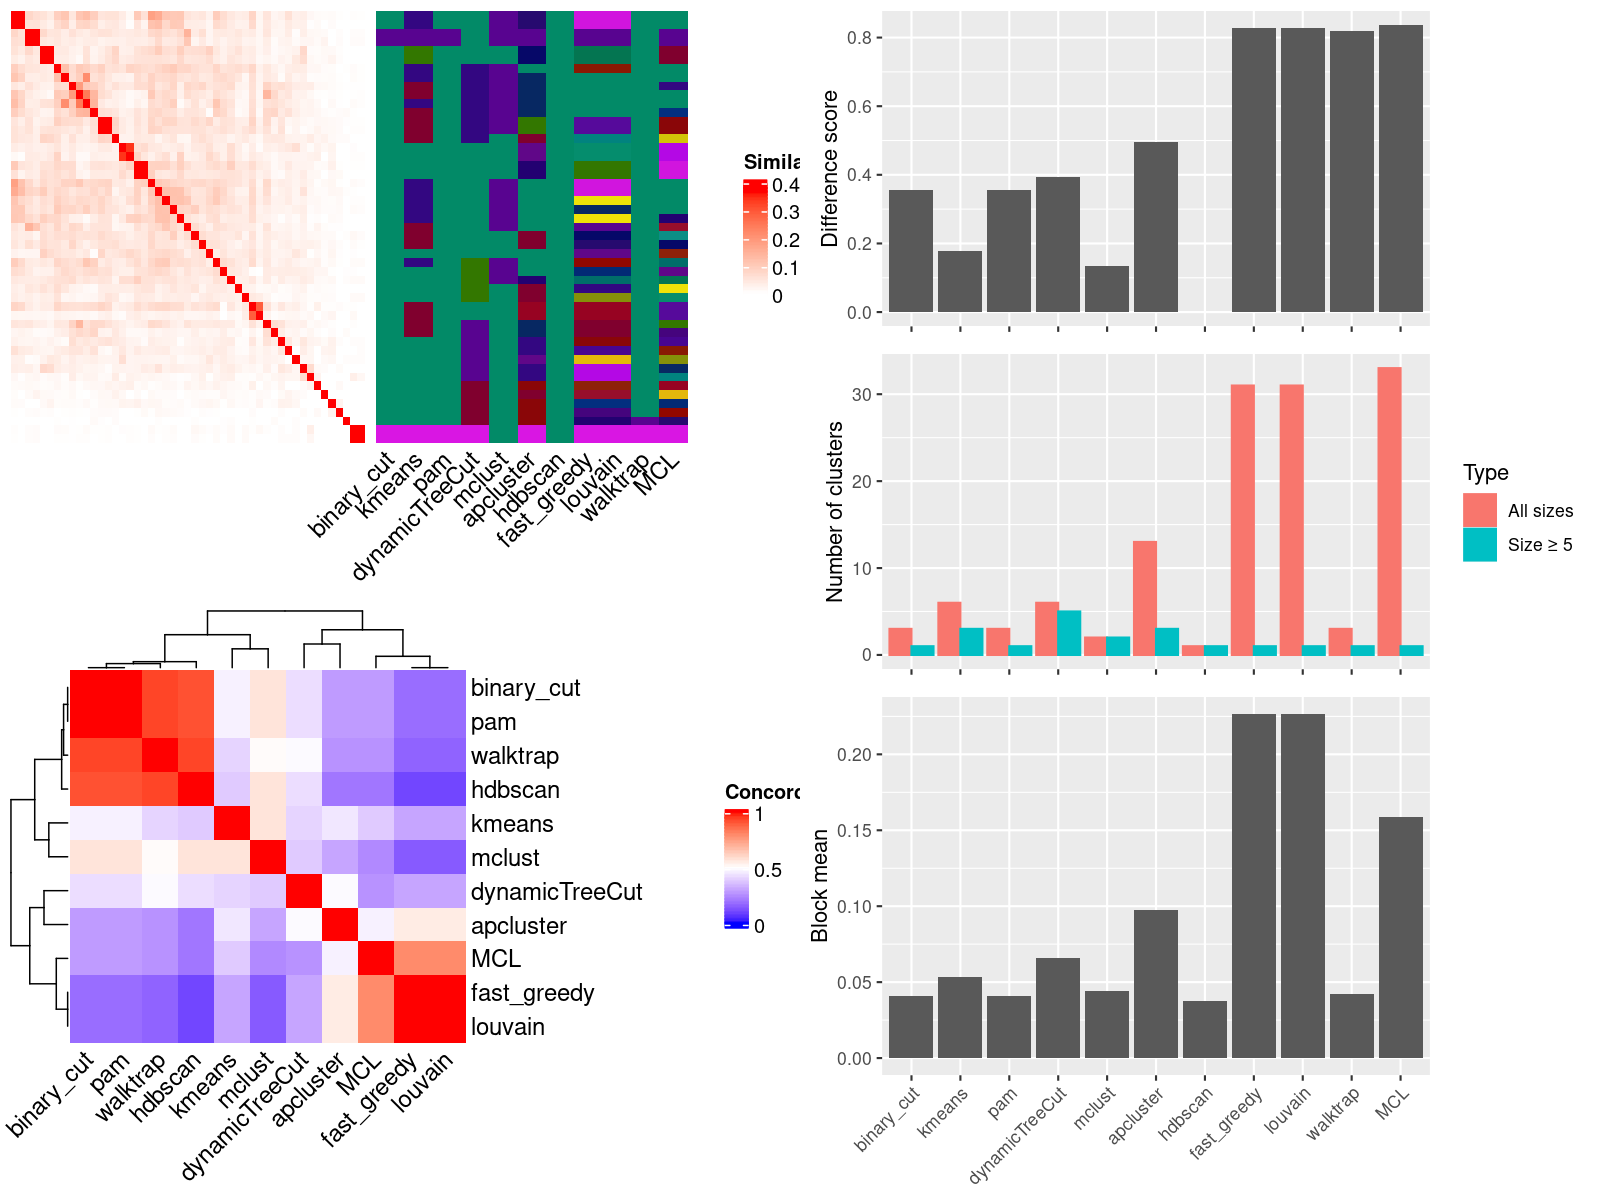 Simila
0.4
0.3
0.2
0.1
0
binary_cut
kmeans
pam
dynamicTreeCut
mclust
apcluster
hdbscan
fast_greedy
louvain
walktrap
MCL
binary_cut
pam
walktrap
hdbscan
kmeans
mclust
dynamicTreeCut
apcluster
MCL
fast_greedy
louvain
binary_cut
pam
walktrap
hdbscan
kmeans
mclust
dynamicTreeCut
apcluster
MCL
fast_greedy
louvain
Concord
1
0.5
0
Difference score
0.8
0.6
0.4
0.2
0.0
Number of clusters
30
20
10
0
Type
All sizes
Size ≥ 5
Block mean
0.20
0.15
0.10
0.05
0.00
binary_cut
kmeans
pam
dynamicTreeCut
mclust
apcluster
hdbscan
fast_greedy
louvain
walktrap
MCL